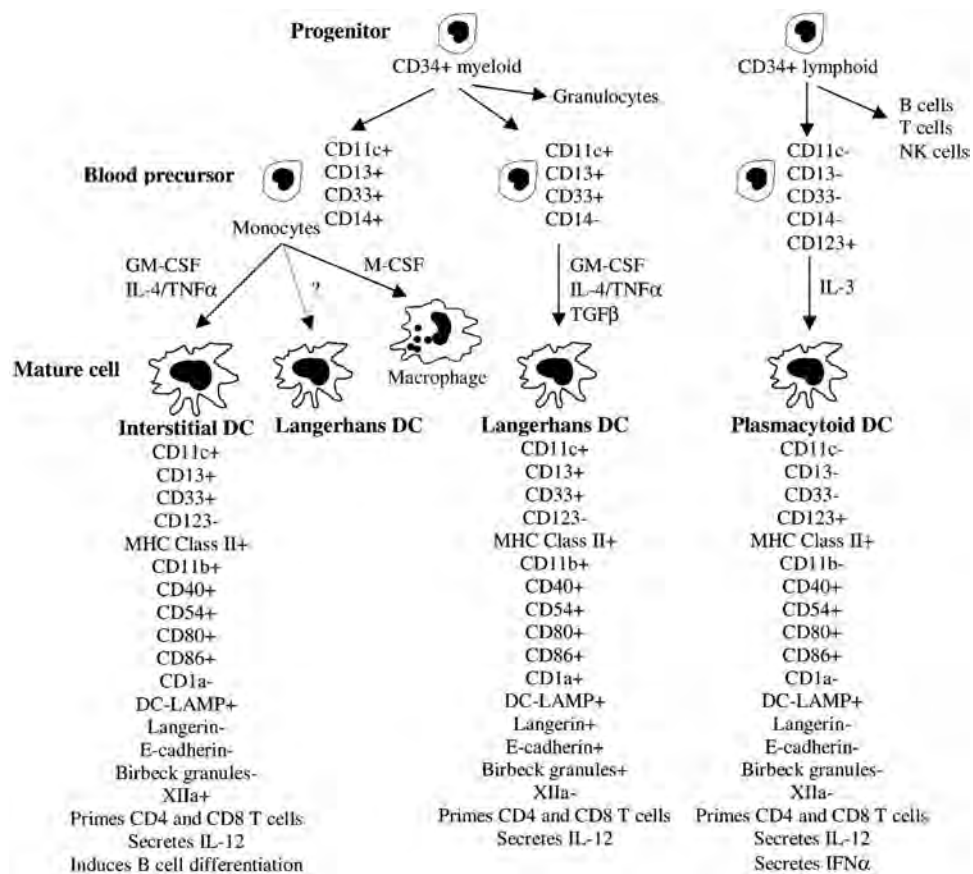 Progenitor
CD34+ myeloid
Granulocytes
CD34+ lymphoid
B cells
T cells
NK cells
Blood precursor
CD11c+
CD13+
CD33+
CD14+
Monocytes
CD11c+
CD13+
CD33+
CD14-
CD11c-
CD13-
CD33-
CD14-
CD123+
GM-CSF
IL-4/TNFα
?
M-CSF
GM-CSF
IL-4/TNFα
TGFβ
IL-3
Mature cell
Macrophage
Interstitial DC
CD11c+
CD13+
CD33+
CD123-
MHC Class II+
CD11b+
CD40+
CD54+
CD80+
CD86+
CD1a-
DC-LAMP+
Langerin-
E-cadherin-
Birbeck granules-
XIIa+
Primes CD4 and CD8 T cells
Secretes IL-12
Induces B cell differentiation
Langerhans DC
Langerhans DC
CD11c+
CD13+
CD33+
CD123-
MHC Class II+
CD11b+
CD40+
CD54+
CD80+
CD86+
CD1a+
DC-LAMP+
Langerin+
E-cadherin+
Birbeck granules+
XIIa-
Primes CD4 and CD8 T cells
Secretes IL-12
Plasmacytoid DC
CD11c-
CD13-
CD33-
CD123+
MHC Class II+
CD11b-
CD40+
CD54+
CD80+
CD86+
CD1a-
DC-LAMP+
Langerin-
E-cadherin-
Birbeck granules-
XIIa-
Primes CD4 and CD8 T cells
Secretes IL-12
Secretes IFNα